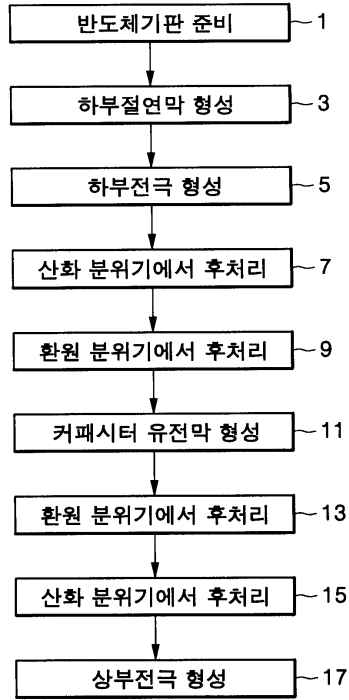 반도체기판 준비 1
하부절연막 형성 3
하부전극 형성 5
산화 분위기에서 후처리 7
환원 분위기에서 후처리 9
커패시터 유전막 형성 11
환원 분위기에서 후처리 13
산화 분위기에서 후처리 15
상부전극 형성 17